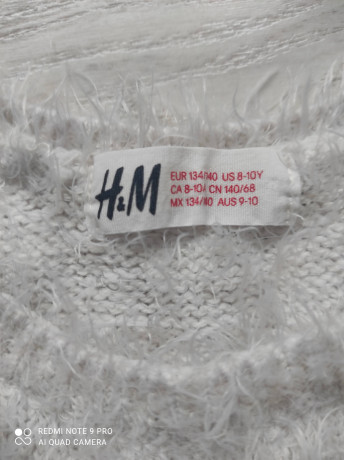 H&M
EUR 134/140 US 8-10Y
CA 8-10A CN 140/68
MX 134/140 AUS 9-10
REDMI NOTE 9 PRO
AI QUAD CAMERA